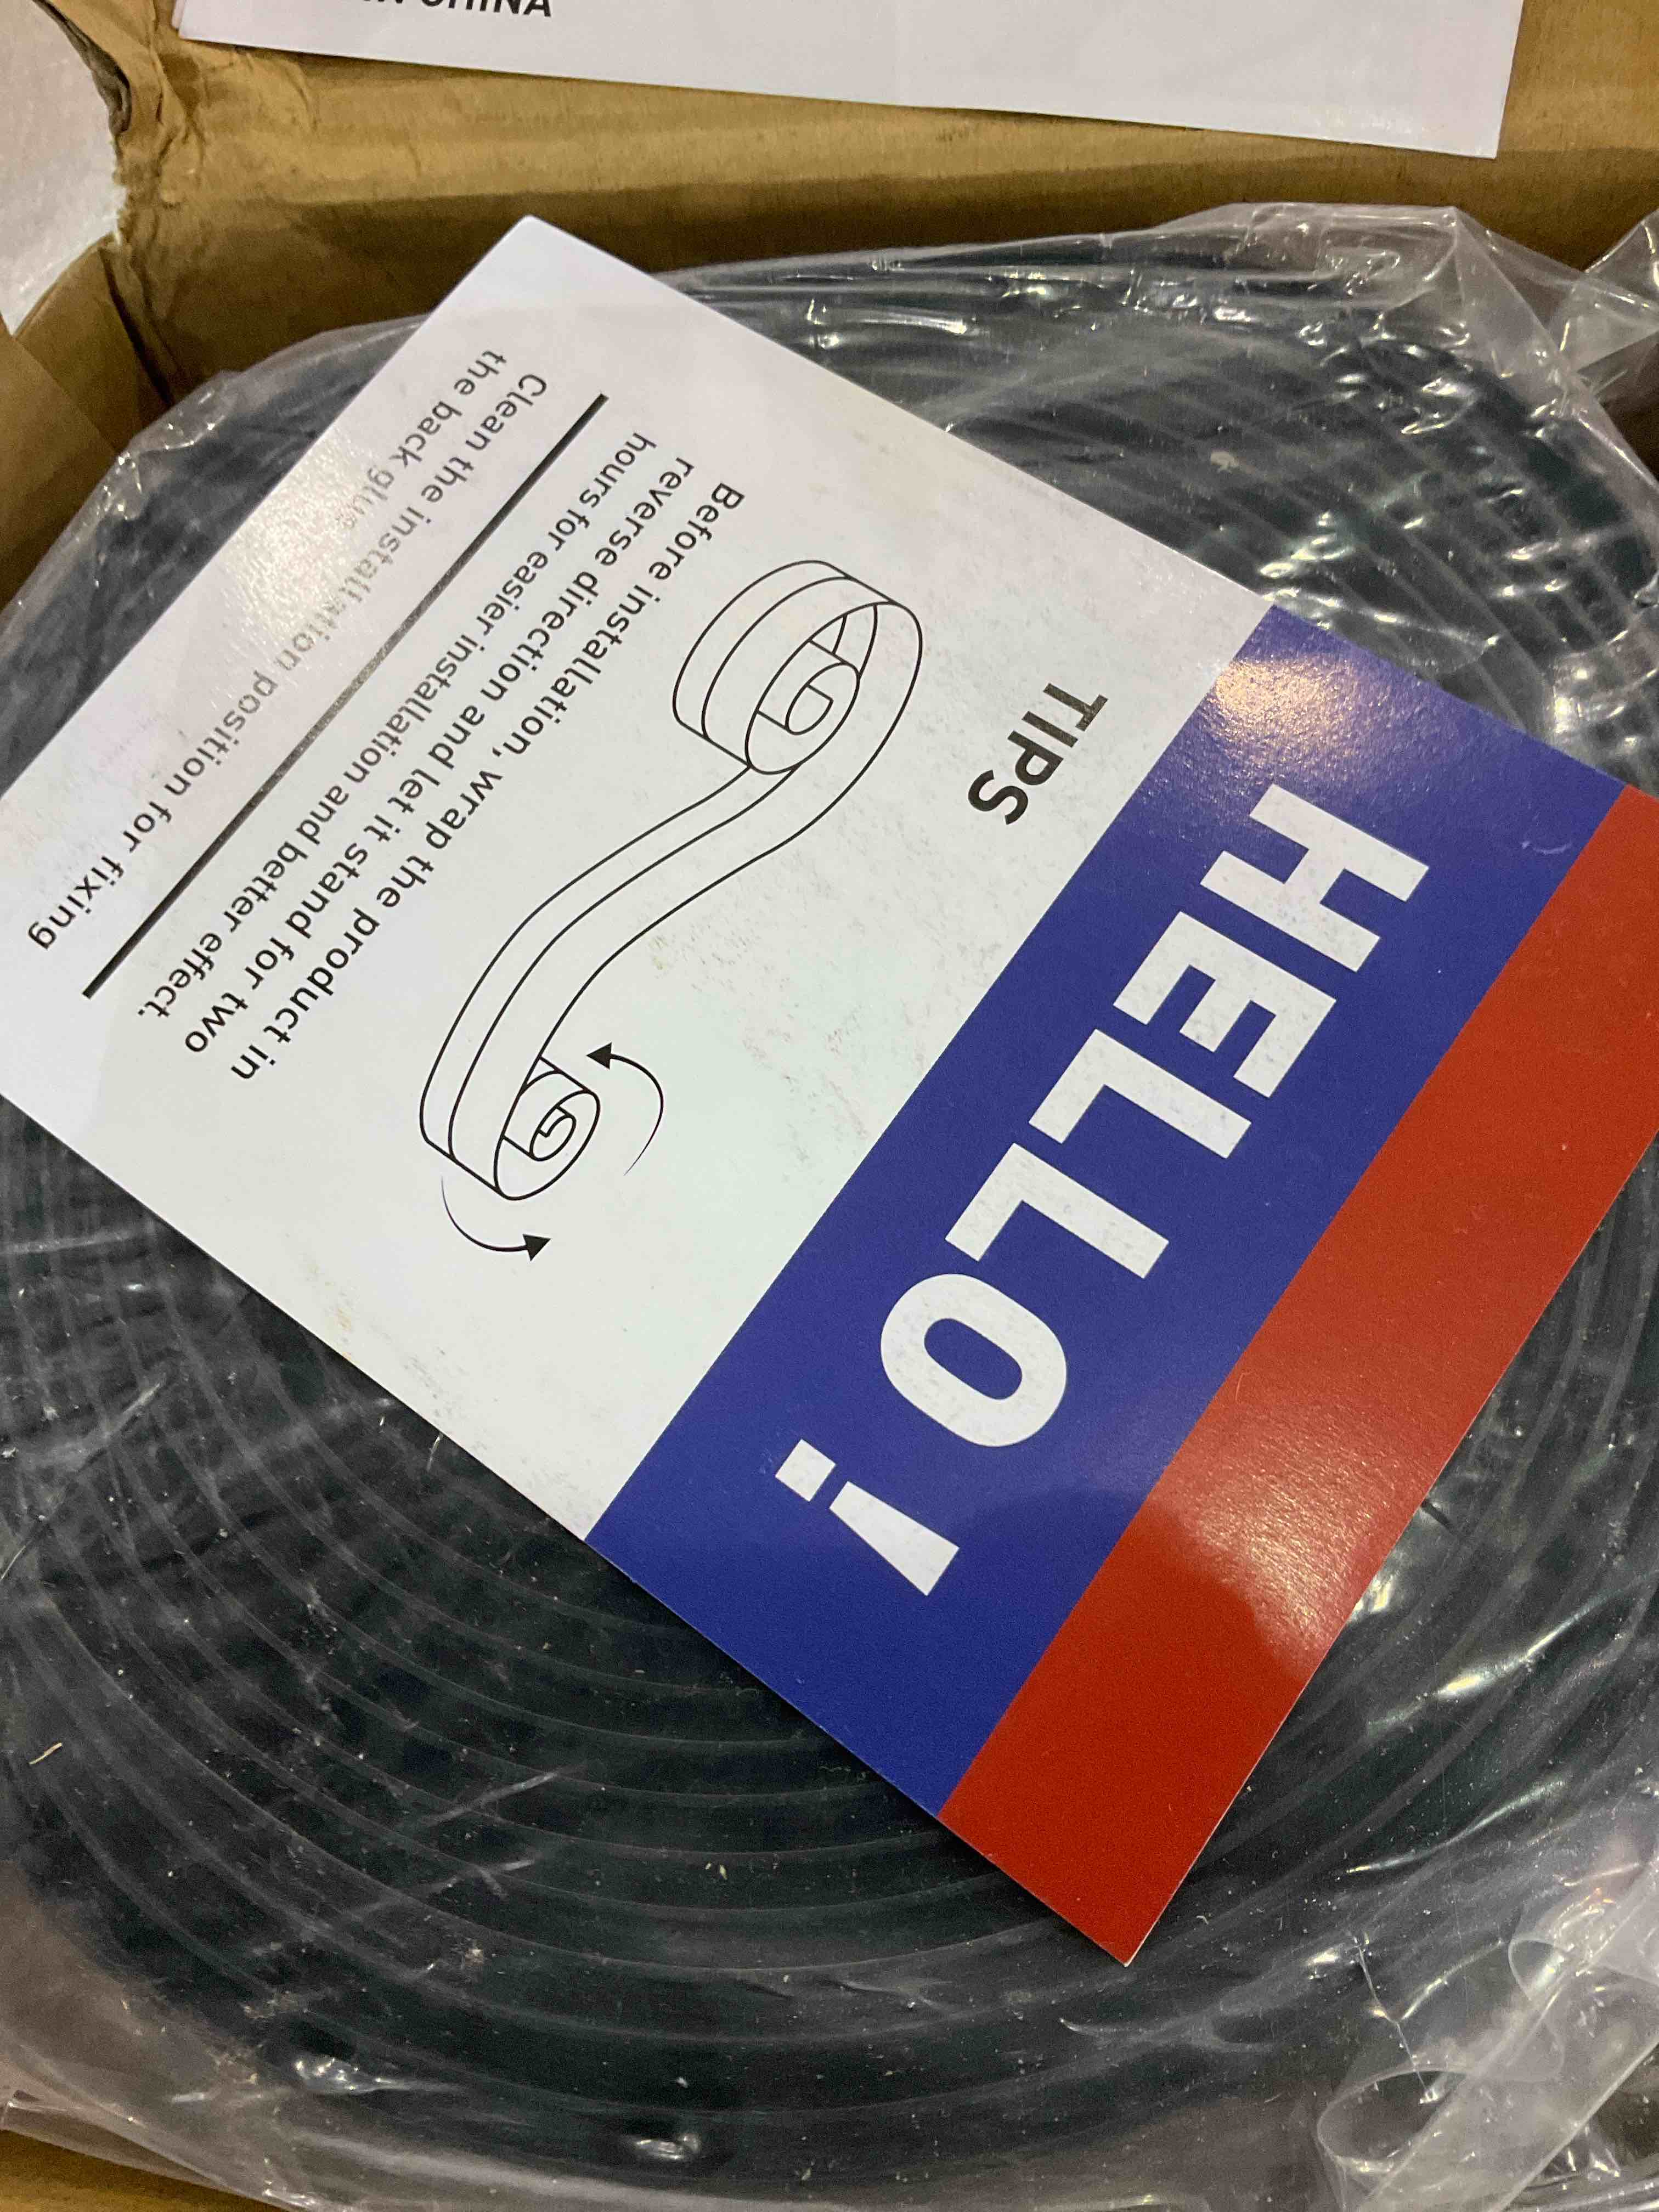 CHINA
HELLO!
TIPS
Before installation, wrap the product in
reverse direction and let it stand for two
hours for easier installation and better effect.
Clean the installation position for fixing
the back glue